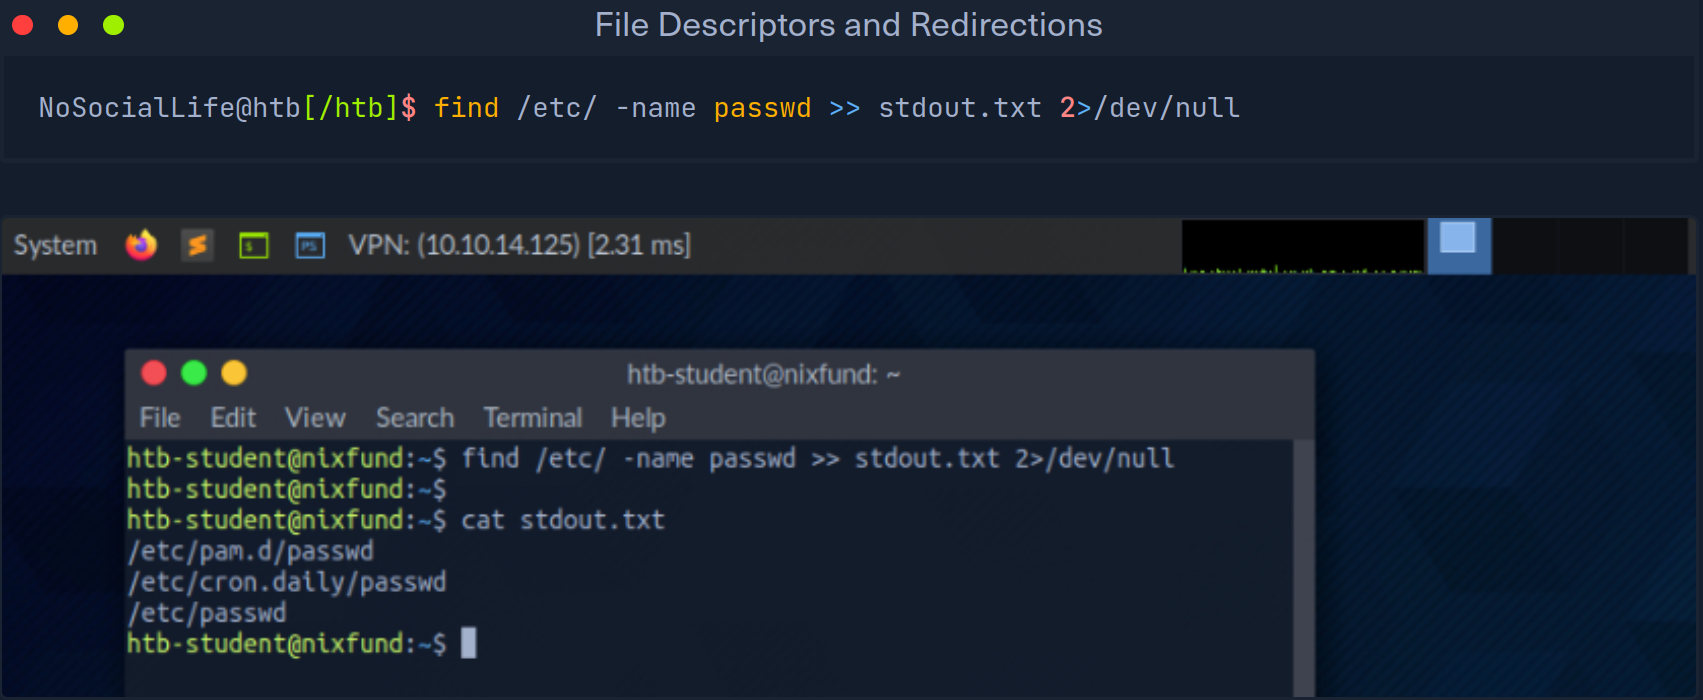 File Descriptors and Redirections
NoSocialLife@htb[/htb]$ find /etc/ -name passwd >> stdout.txt 2>/dev/null
System $ PS VPN: (10.10.14.125) [2.31 ms]
htb-student@nixfund: ~
File Edit View Search Terminal Help
htb-student@nixfund:~$ find /etc/ -name passwd >> stdout.txt 2>/dev/null
htb-student@nixfund:~$
htb-student@nixfund:~$ cat stdout.txt
/etc/pam.d/passwd
/etc/cron.daily/passwd
/etc/passwd
htb-student@nixfund:~$